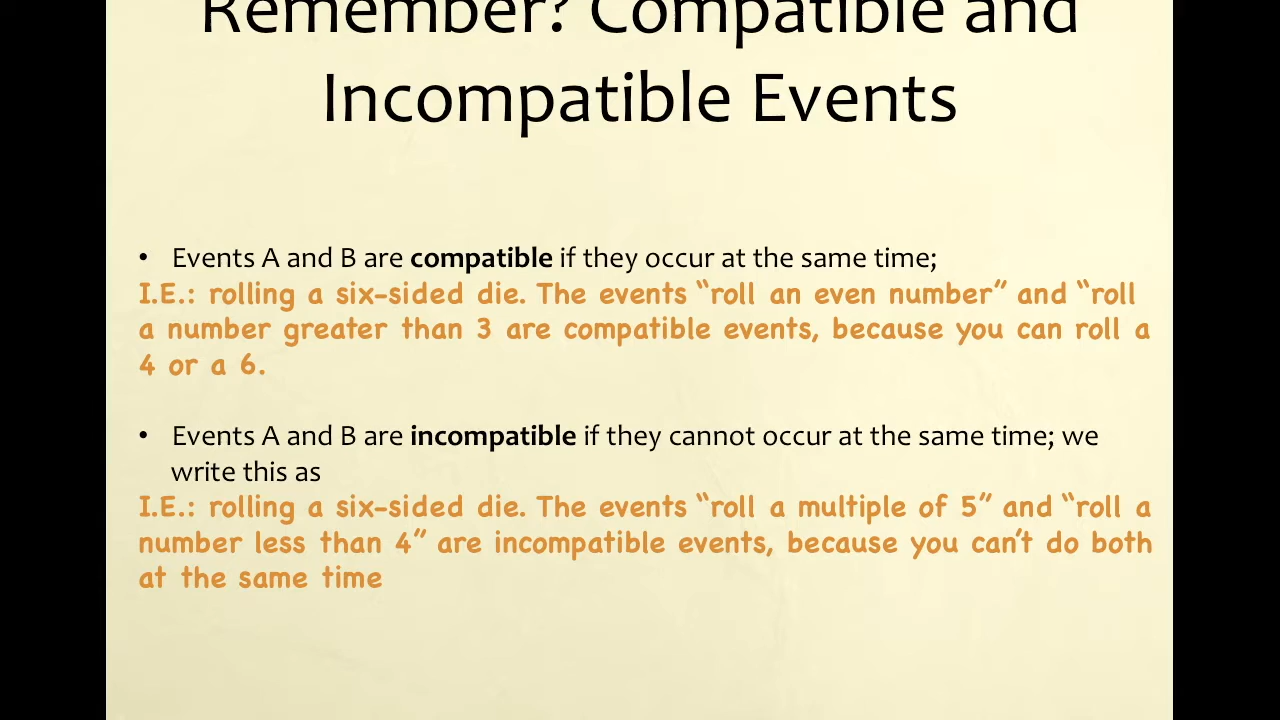 Remember? Compatible and
Incompatible Events
• Events A and B are compatible if they occur at the same time;
I.E.: rolling a six-sided die. The events “roll an even number” and “roll
a number greater than 3 are compatible events, because you can roll a
4 or a 6.
• Events A and B are incompatible if they cannot occur at the same time; we
write this as
I.E.: rolling a six-sided die. The events “roll a multiple of 5” and “roll a
number less than 4” are incompatible events, because you can’t do both
at the same time